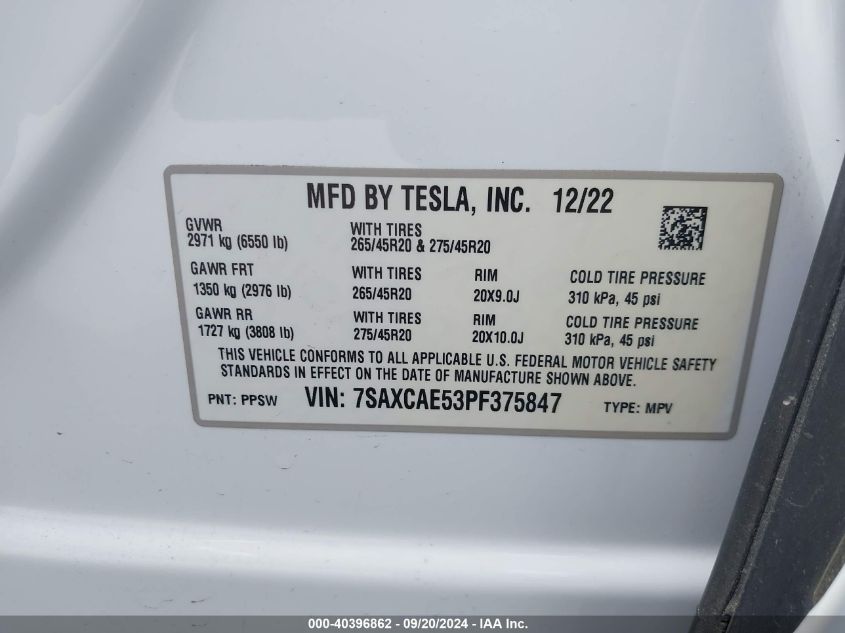 MFD BY TESLA, INC. 12/22
GVWR WITH TIRES
2971 kg (6550 lb) 265/45R20 & 275/45R20
GAWR FRT WITH TIRES RIM COLD TIRE PRESSURE
1350 kg (2976 lb) 265/45R20 20X9.0J 310 kPa, 45 psi
GAWR RR WITH TIRES RIM COLD TIRE PRESSURE
1727 kg (3808 lb) 275/45R20 20X10.0J 310 kPa, 45 psi
THIS VEHICLE CONFORMS TO ALL APPLICABLE U.S. FEDERAL MOTOR VEHICLE SAFETY
STANDARDS IN EFFECT ON THE DATE OF MANUFACTURE SHOWN ABOVE.
PNT: PPSW VIN: 7SAXCAE53PF375847 TYPE: MPV
000-40396862 - 09/20/2024 - IAA Inc.